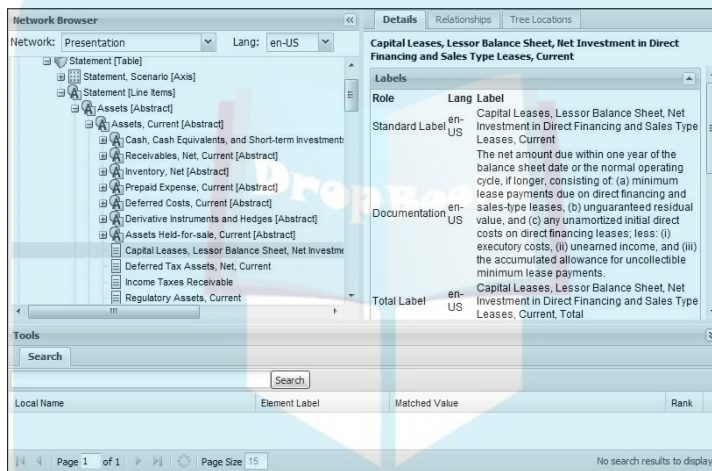 Network Browser
Network: Presentation Lang: en-US
Statement [Table]
Statement, Scenario [Axis]
Statement [Line Items]
Assets [Abstract]
Assets, Current [Abstract]
Cash, Cash Equivalents, and Short-term Investments
Receivables, Net, Current [Abstract]
Inventory, Net [Abstract]
Prepaid Expense, Current [Abstract]
Deferred Costs, Current [Abstract]
Derivative Instruments and Hedges [Abstract]
Assets Held-for-sale, Current [Abstract]
Capital Leases, Lessor Balance Sheet, Net Investme
Deferred Tax Assets, Net, Current
Income Taxes Receivable
Regulatory Assets, Current
Details Relationships Tree Locations
Capital Leases, Lessor Balance Sheet, Net Investment in Direct
Financing and Sales Type Leases, Current
Labels
Role Lang Label
Standard Label en-US Capital Leases, Lessor Balance Sheet, Net
Investment in Direct Financing and Sales Type
Leases, Current
Documentation en-US The net amount due within one year of the
balance sheet date or the normal operating
cycle, if longer, consisting of: (a) minimum
lease payments due on direct financing and
sales-type leases, (b) unguaranteed residual
value, and (c) any unamortized initial direct
costs on direct financing leases; less: (i)
executory costs, (ii) unearned income, and (iii)
the accumulated allowance for uncollectible
minimum lease payments.
Total Label en-US Capital Leases, Lessor Balance Sheet, Net
Investment in Direct Financing and Sales Type
Leases, Current, Total
Tools
Search
Search
Local Name Element Label Matched Value Rank
Page 1 of 1 Page Size 15 No search results to display